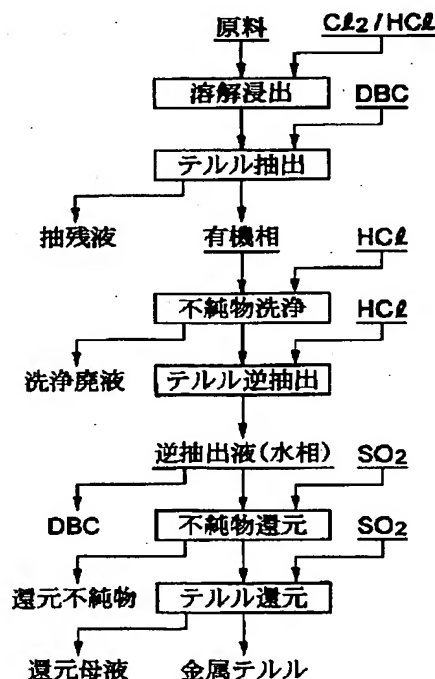 原料 Cl₂/HCl
溶解浸出 DBC
テルル抽出
抽残液 有機相 HCl
不純物洗浄 HCl
洗浄廃液 テルル逆抽出
逆抽出液(水相) SO₂
DBC 不純物還元 SO₂
還元不純物 テルル還元
還元母液 金属テルル